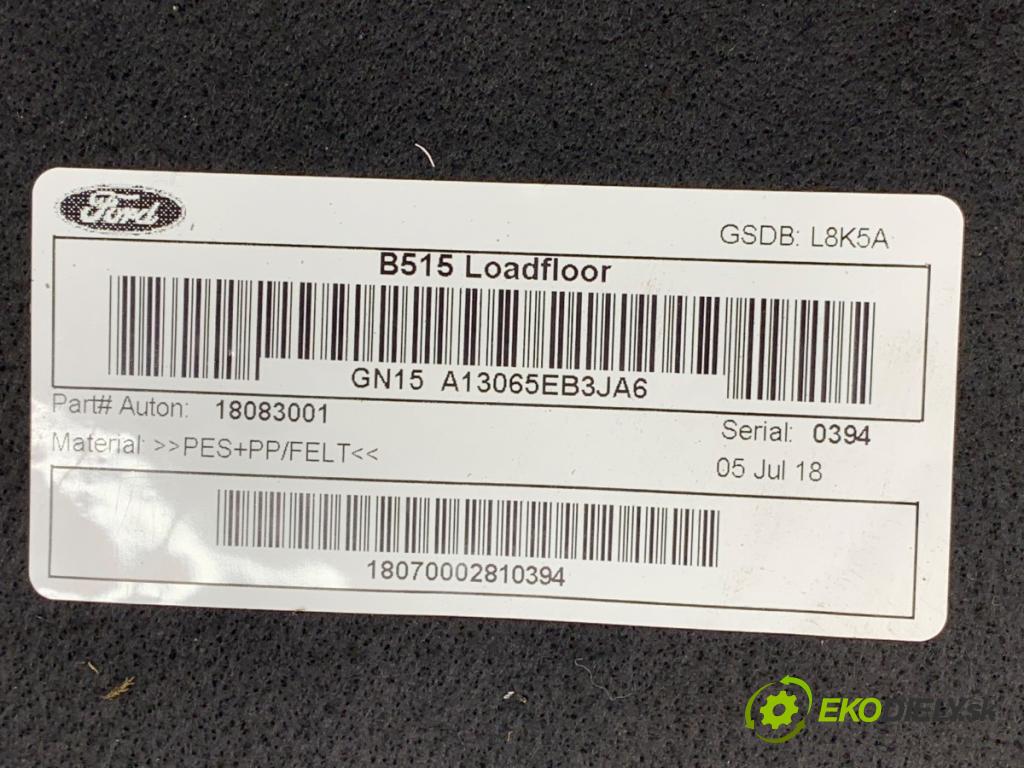 Ford
GSDB: L8K5A
B515 Loadfloor
GN15 A13065EB3JA6
Part# Auton: 18083001
Serial: 0394
Material: >>PES+PP/FELT<<
05 Jul 18
18070002810394
EKODIELY.sk